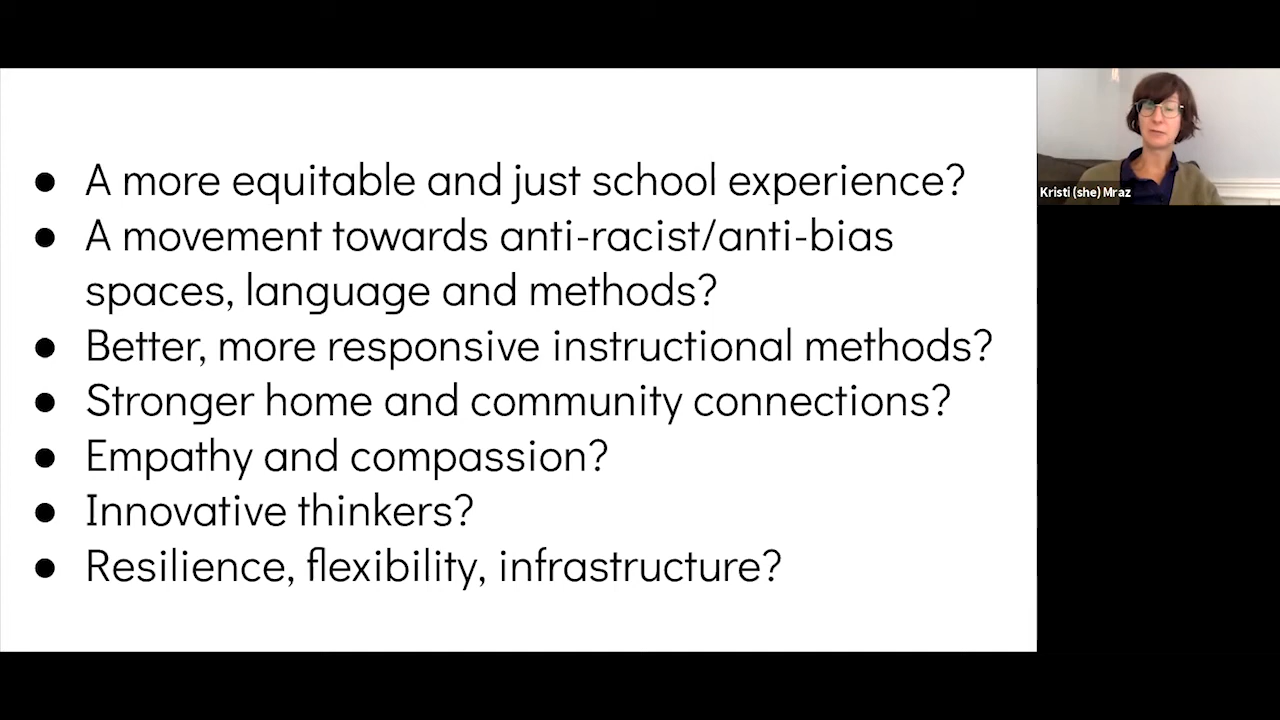 ● A more equitable and just school experience?
● A movement towards anti-racist/anti-bias
spaces, language and methods?
● Better, more responsive instructional methods?
● Stronger home and community connections?
● Empathy and compassion?
● Innovative thinkers?
● Resilience, flexibility, infrastructure?
Kristi (she) Mraz